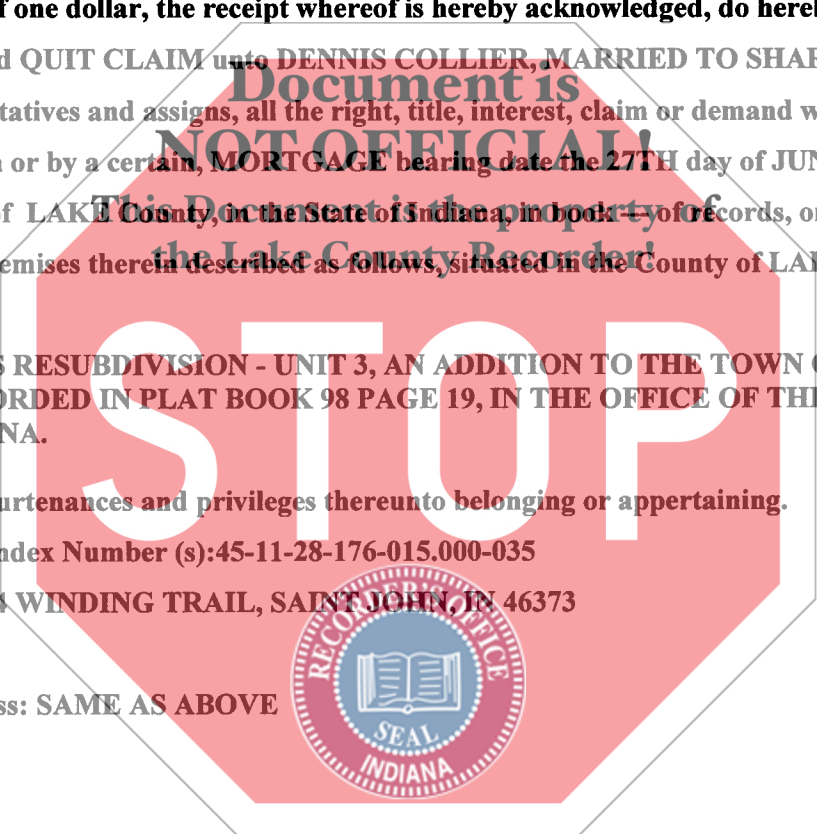 f one dollar, the receipt whereof is hereby acknowledged, do hereb
d QUIT CLAIM unto DENNIS COLLIER, MARRIED TO SHAR
Document is
tatives and assigns, all the right, title, interest, claim or demand w
NOT OFFICIAL!
n or by a certain, MORTGAGE bearing date the 27TH day of JUN
This Document is the property of
of LAKE County, in the State of Indiana, in book — of records, or
the Lake County Recorder!
emises therein described as follows, situated in the County of LAK
STOP
S RESUBDIVISION - UNIT 3, AN ADDITION TO THE TOWN O
ORDED IN PLAT BOOK 98 PAGE 19, IN THE OFFICE OF THE
NA.
urtenances and privileges thereunto belonging or appertaining.
ndex Number (s):45-11-28-176-015.000-035
WINDING TRAIL, SAINT JOHN, IN 46373
RECORDER'S OFFICE
SEAL
INDIANA
ss: SAME AS ABOVE